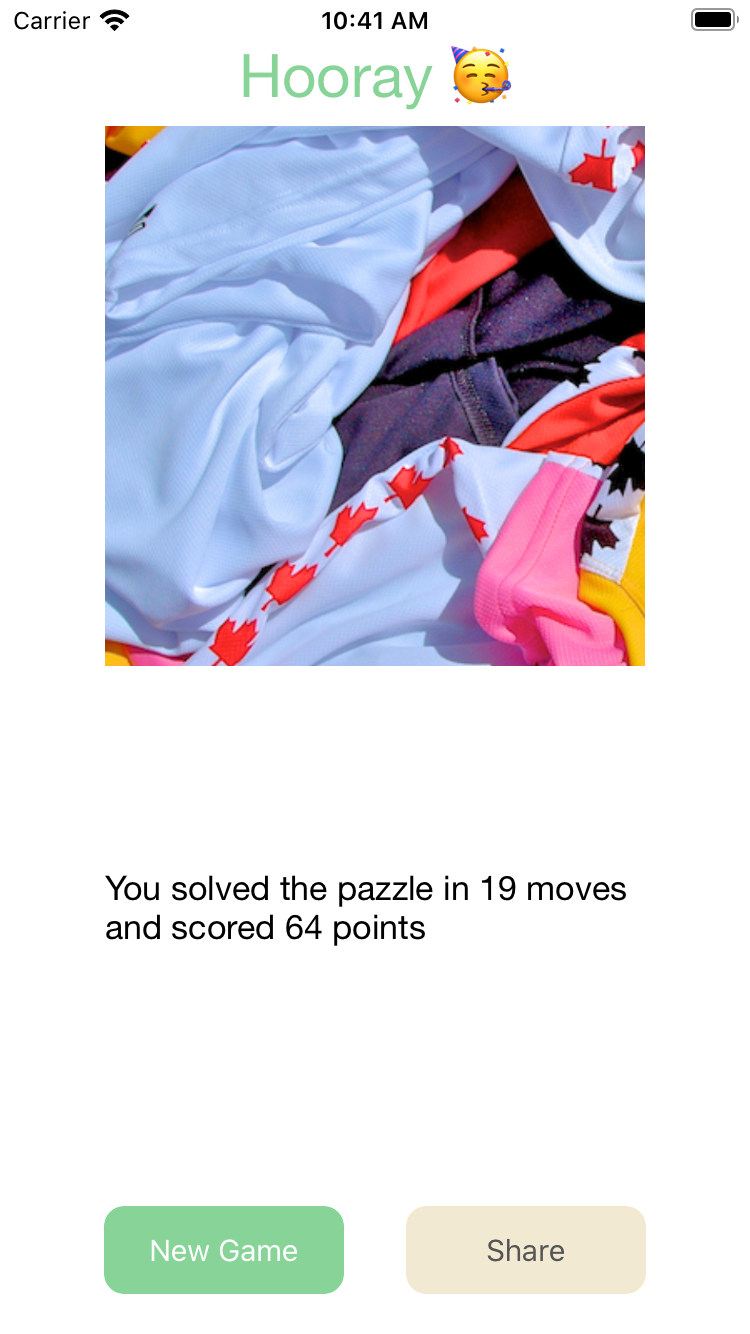 Carrier 10:41 AM
Hooray 🥳
You solved the pazzle in 19 moves
and scored 64 points
New Game Share